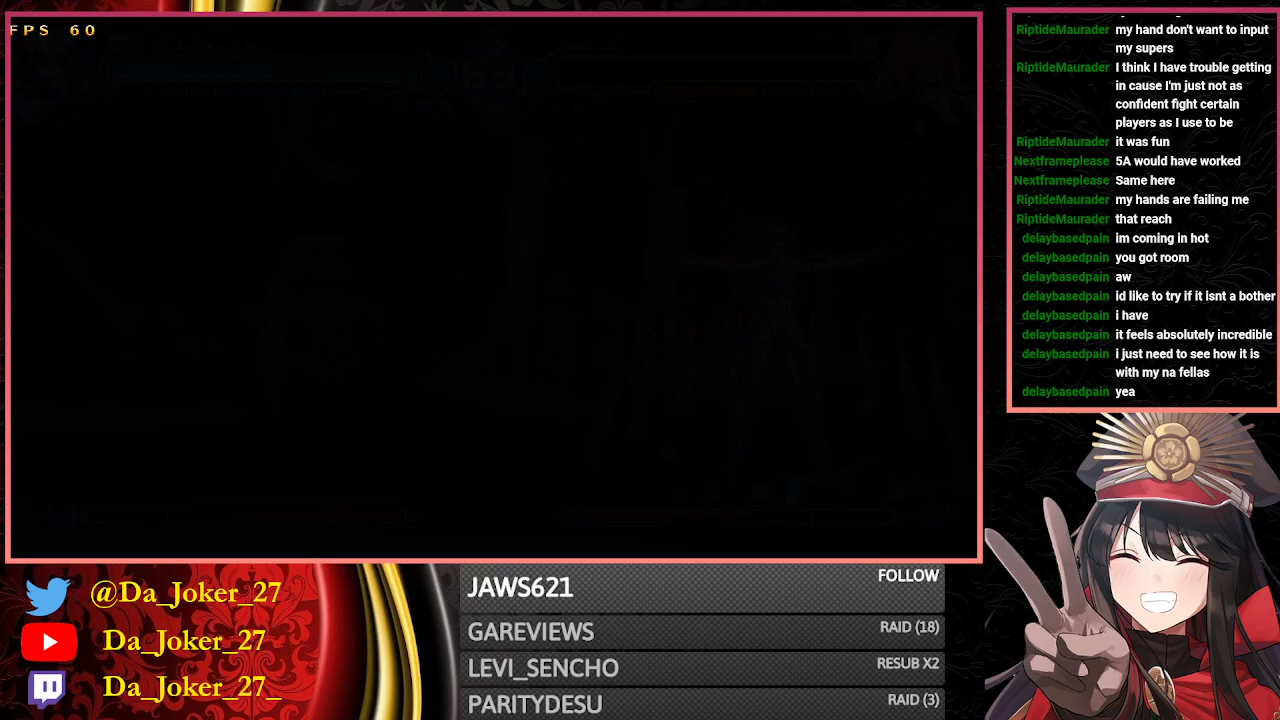 FPS 60
RiptideMaurader my hand don't want to input
my supers
RiptideMaurader I think I have trouble getting
in cause I'm just not as
confident fight certain
players as I use to be
RiptideMaurader it was fun
Nextframeplease 5A would have worked
Nextframeplease Same here
RiptideMaurader my hands are failing me
RiptideMaurader that reach
delaybasedpain im coming in hot
delaybasedpain you got room
delaybasedpain aw
delaybasedpain id like to try if it isnt a bother
delaybasedpain i have
delaybasedpain it feels absolutely incredible
delaybasedpain i just need to see how it is
with my na fellas
delaybasedpain yea
@Da_Joker_27
Da_Joker_27
Da_Joker_27_
JAWS621 FOLLOW
GAREVIEWS RAID (18)
LEVI_SENCHO RESUB X2
PARITYDESU RAID (3)